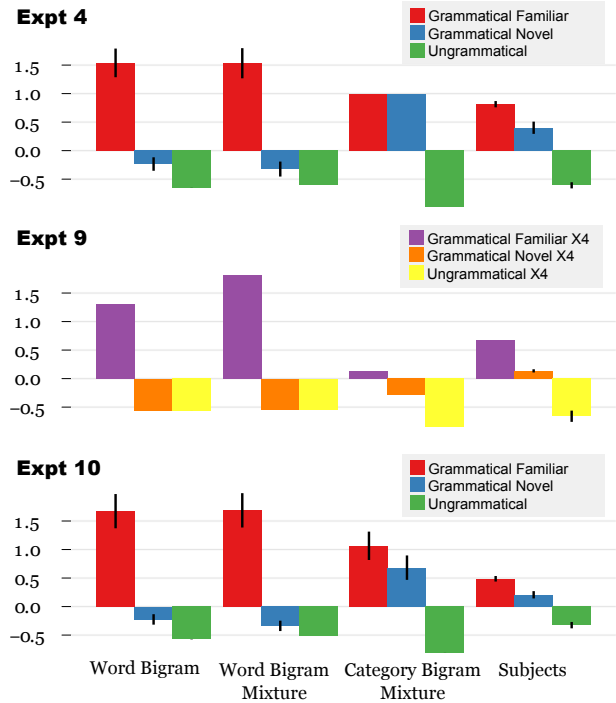 Expt 4
Grammatical Familiar
Grammatical Novel
Ungrammatical
1.5
1.0
0.5
0.0
−0.5
Expt 9
Grammatical Familiar X4
Grammatical Novel X4
Ungrammatical X4
1.5
1.0
0.5
0.0
−0.5
Expt 10
Grammatical Familiar
Grammatical Novel
Ungrammatical
1.5
1.0
0.5
0.0
−0.5
Word Bigram
Word Bigram
Mixture
Category Bigram
Mixture
Subjects